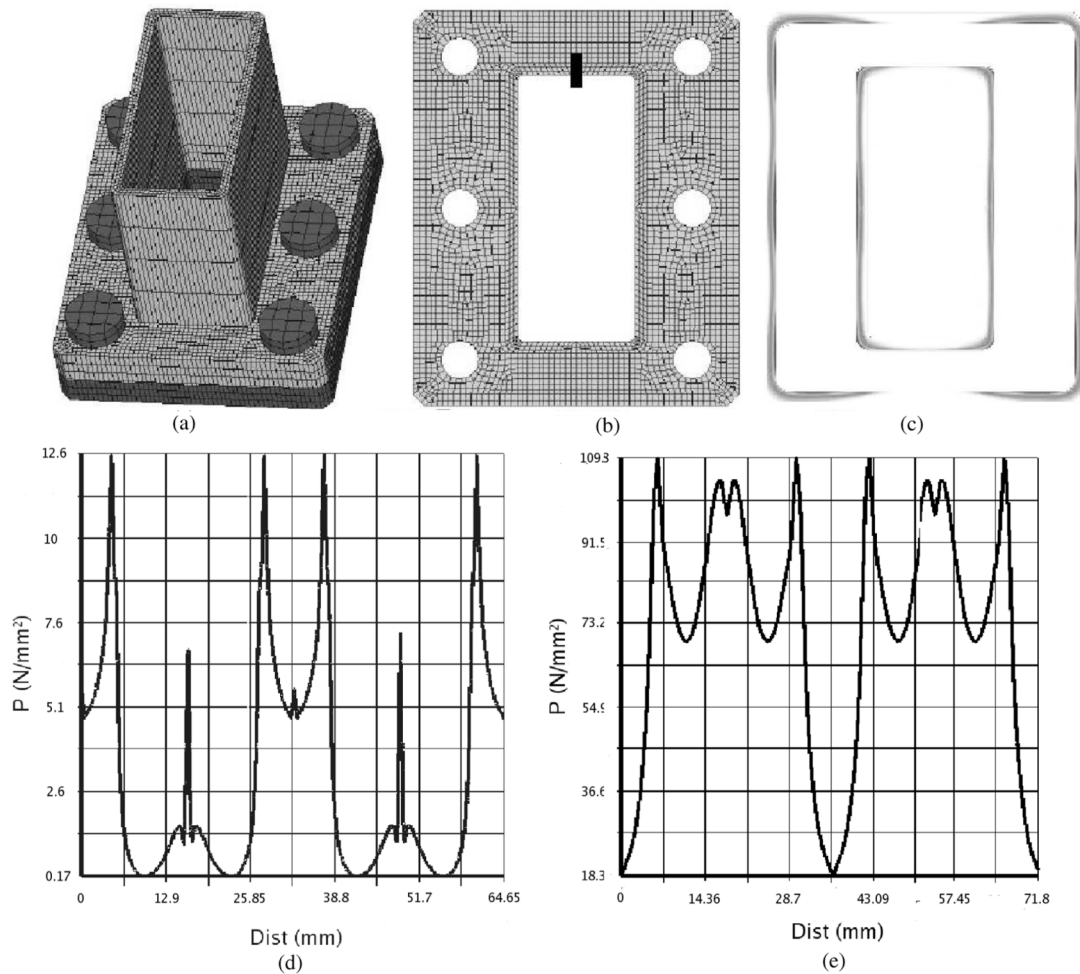 (a)
(b)
(c)
12.6
10
7.6
5.1
2.6
0.17
P (N/mm²)
0
12.9
25.85
38.8
51.7
64.65
Dist (mm)
(d)
109.3
91.5
73.2
54.9
36.6
18.3
P (N/mm²)
0
14.36
28.7
43.09
57.45
71.8
Dist (mm)
(e)